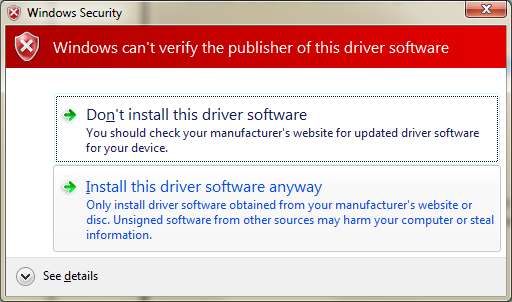 Windows Security
Windows can't verify the publisher of this driver software
Don't install this driver software
You should check your manufacturer's website for updated driver software
for your device.
Install this driver software anyway
Only install driver software obtained from your manufacturer's website or
disc. Unsigned software from other sources may harm your computer or steal
information.
See details